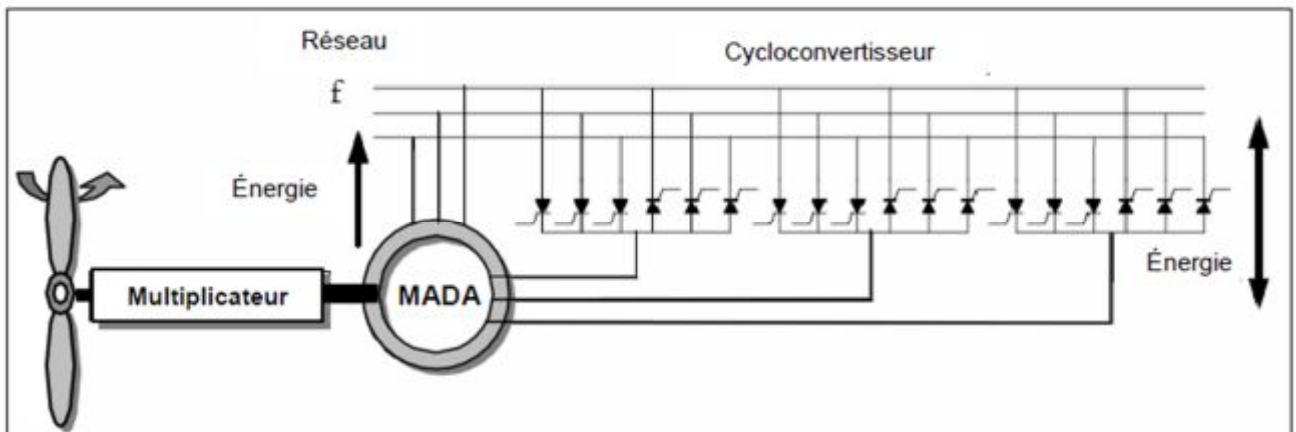 Réseau
Cycloconvertisseur
f
Énergie
Énergie
Multiplicateur
MADA